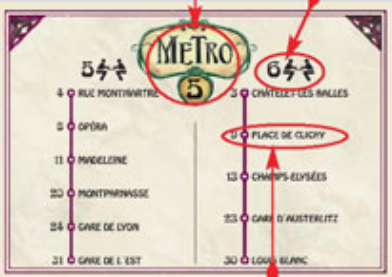 METRO
5
5
6
4 RUE MONTMARTRE
8 OPÉRA
11 MADELEINE
20 MONTPARNASSE
24 GARE DE LYON
31 GARE DE L'EST
3 CHÂTELET-LES HALLES
9 PLACE DE CLICHY
13 CHAMPS-ELYSÉES
23 GARE D'AUSTERLITZ
30 LOUIS BLANC